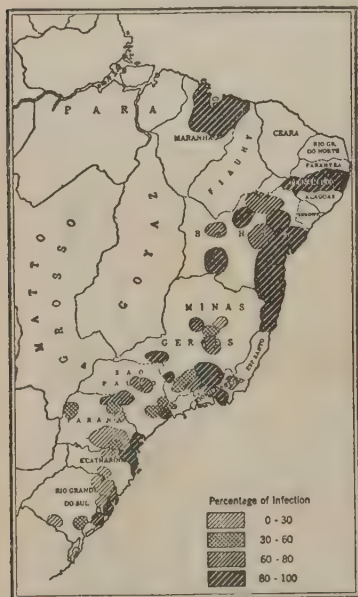 PARA
MARANHÃO
CEARA
RIO GR.
DO NORTE
PARAHYBA
PIAUHY
ALAGOAS
GOYAZ
MATTO
GROSSO
B H
MINAS
GERAES
ESP. SANTO
SAO
PAULO
PARANA
S. CATHARINA
RIO GRANDE
DO SUL
Percentage of Infection
0 - 30
30 - 60
60 - 80
80 - 100